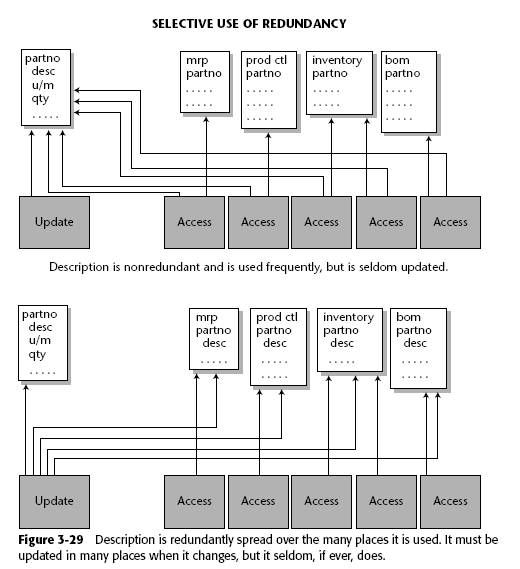 SELECTIVE USE OF REDUNDANCY
partno
desc
u/m
qty
.....
mrp
partno
.....
.....
prod ctl
partno
.....
.....
.....
inventory
partno
.....
.....
bom
partno
.....
.....
.....
Update
Access
Access
Access
Access
Access
Description is nonredundant and is used frequently, but is seldom updated.
partno
desc
u/m
qty
.....
mrp
partno
desc
.....
prod ctl
partno
desc
.....
.....
inventory
partno
desc
.....
bom
partno
desc
.....
.....
Update
Access
Access
Access
Access
Access
Figure 3-29 Description is redundantly spread over the many places it is used. It must be
updated in many places when it changes, but it seldom, if ever, does.